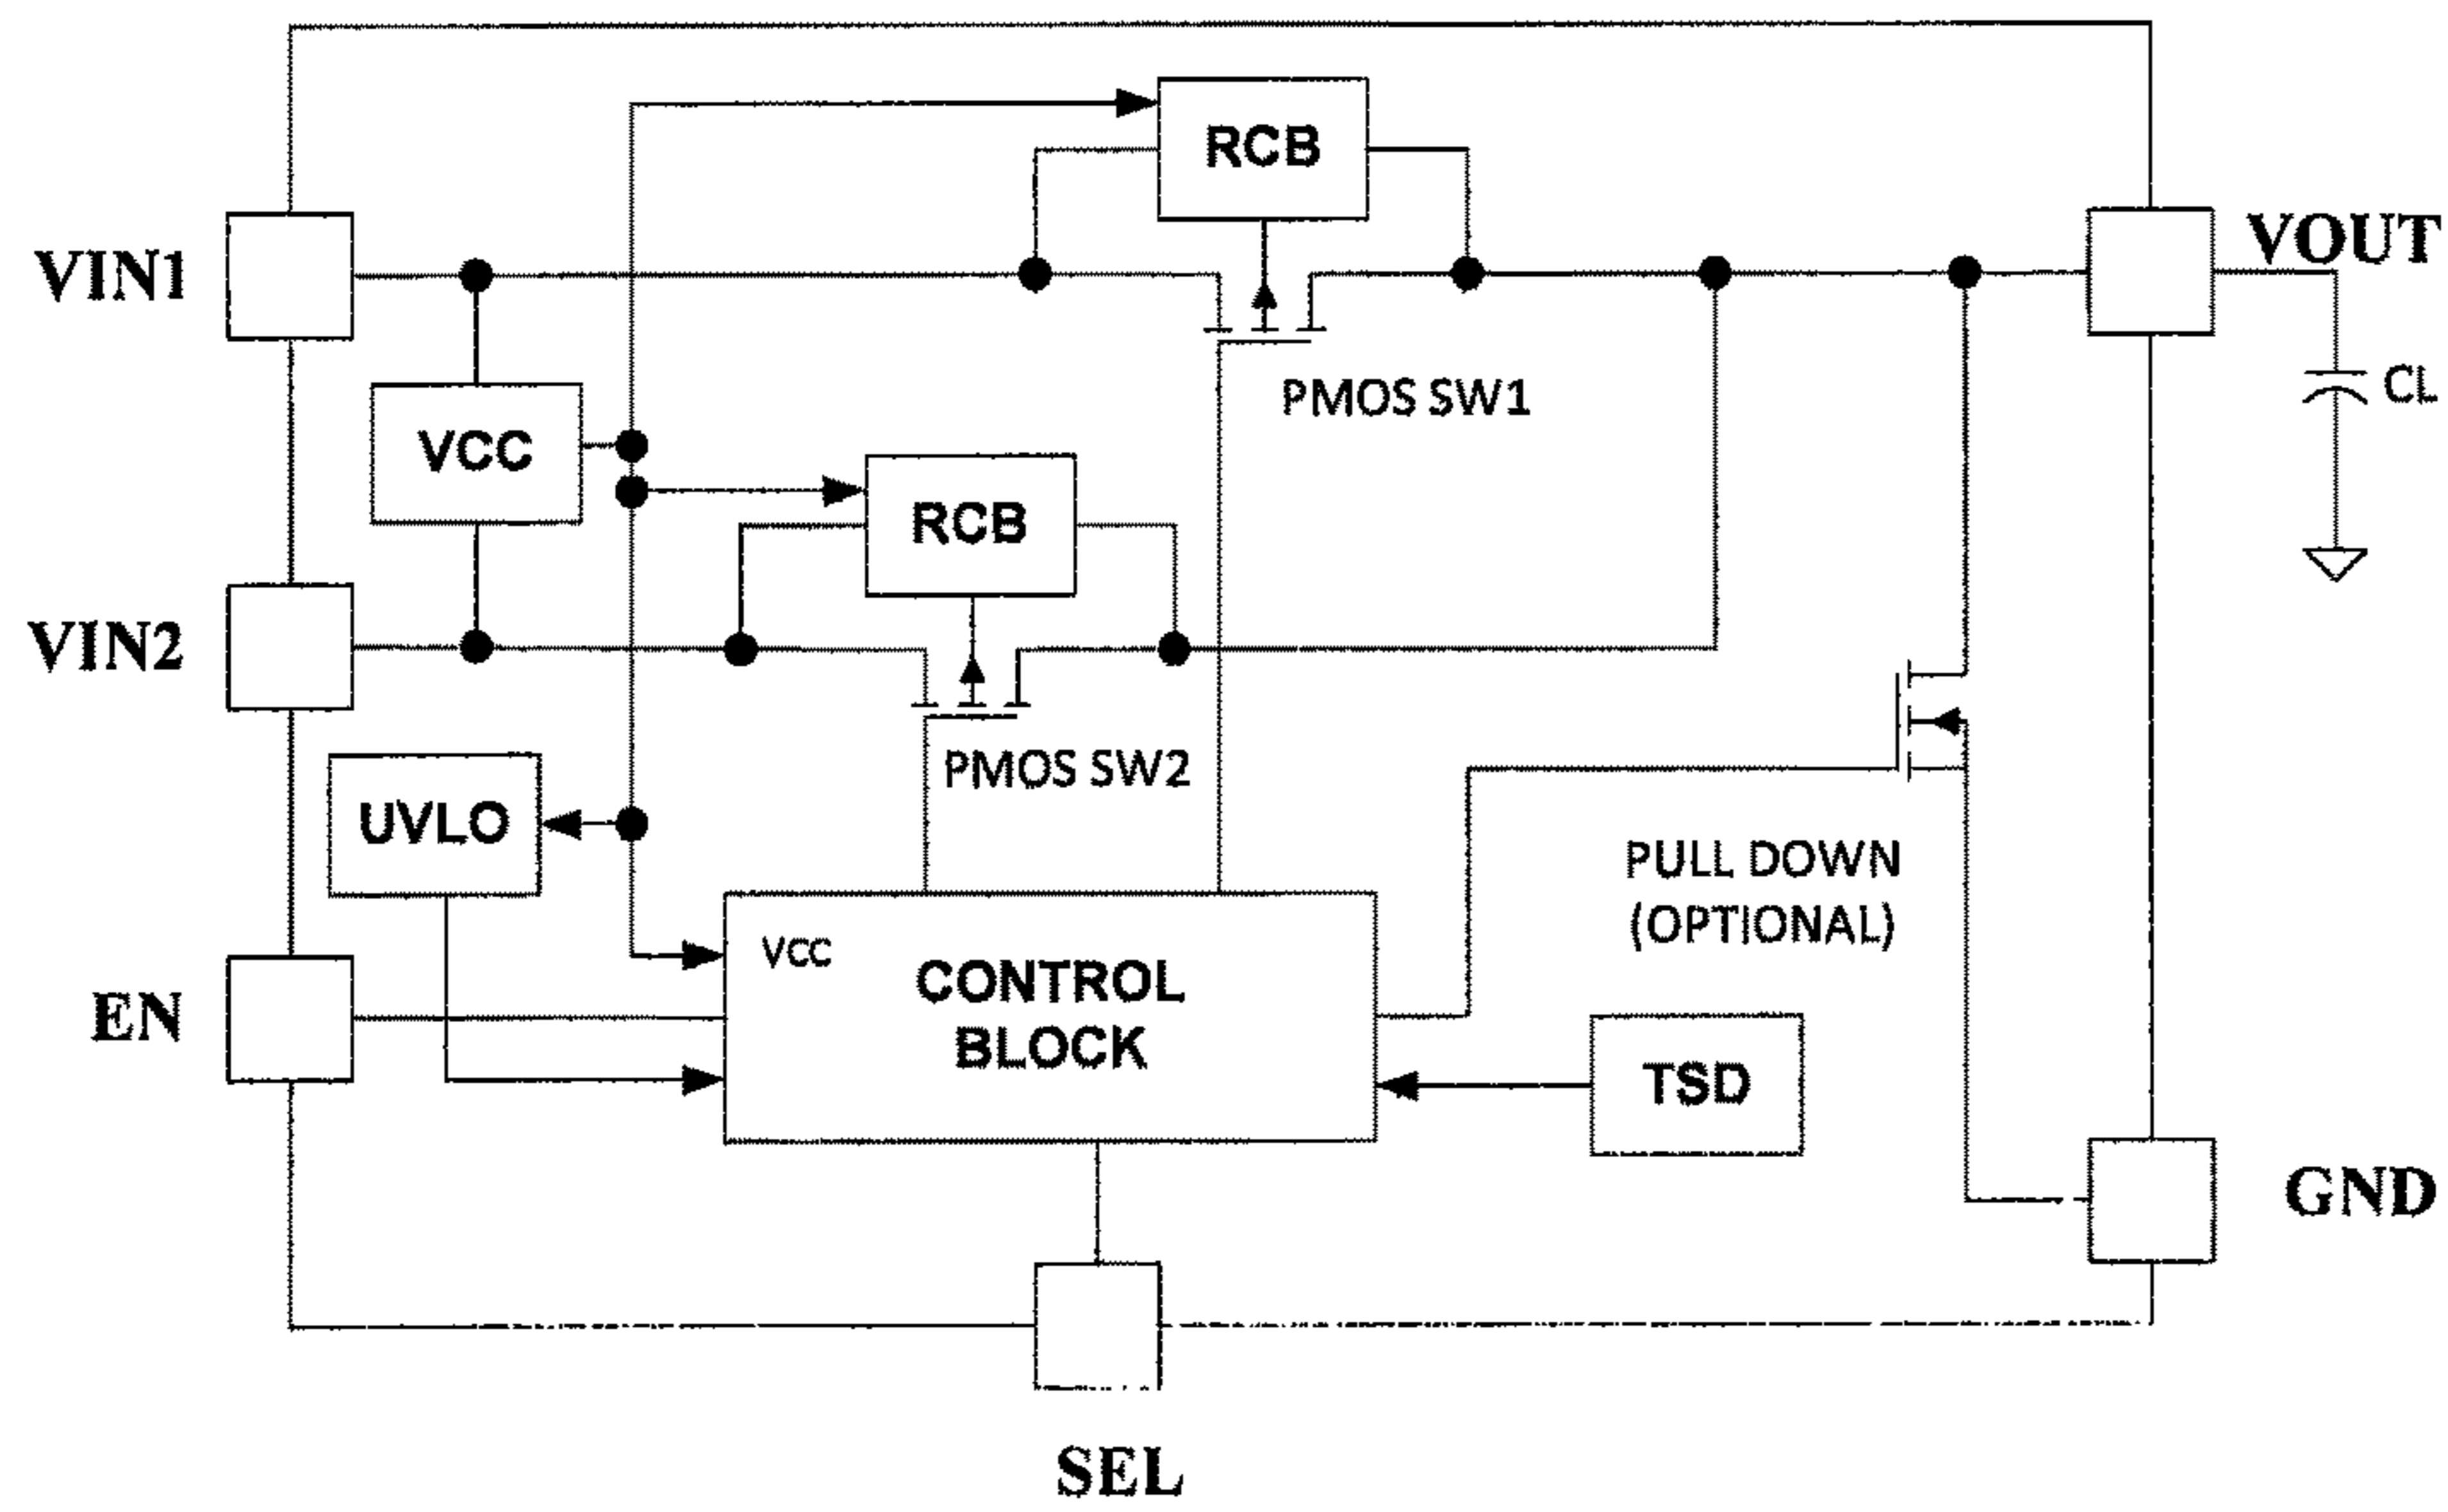 RCB
VIN1
VOUT
PMOS SW1
CL
VCC
RCB
VIN2
PMOS SW2
UVLO
PULL DOWN
(OPTIONAL)
VCC
CONTROL
BLOCK
EN
TSD
GND
SEL